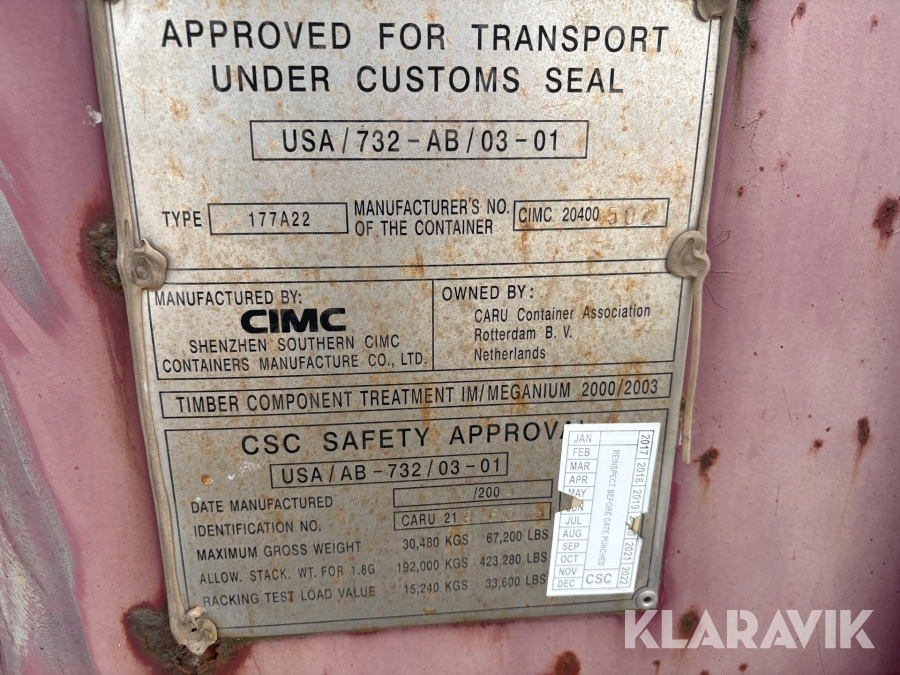 APPROVED FOR TRANSPORT
UNDER CUSTOMS SEAL
USA/732-AB/03-01
TYPE 177A22 MANUFACTURER'S NO. OF THE CONTAINER CIMC 20400
MANUFACTURED BY:
CIMC
SHENZHEN SOUTHERN CIMC
CONTAINERS MANUFACTURE CO., LTD.
OWNED BY:
CARU Container Association
Rotterdam B. V.
Netherlands
TIMBER COMPONENT TREATMENT IM/MEGANIUM 2000/2003
CSC SAFETY
USA/AB-732/03-01
DATE MANUFACTURED
IDENTIFICATION NO. CARU
MAXIMUM GROSS WEIGHT 30,480 KGS 67,200 LBS
ALLOW. STACK. WT. FOR 1.8G 192,000 KGS 423,280 LBS
RACKING TEST LOAD VALUE 15,240 KGS 33,600 LBS
JAN
FEB
MAR
APR
MAY
JUL
AUG
SEP
OCT
NOV
DEC
REINSPECT BEFORE DATE PUNCHED
CSC
2017 2018 2019 2021 2022
KLARAVIK